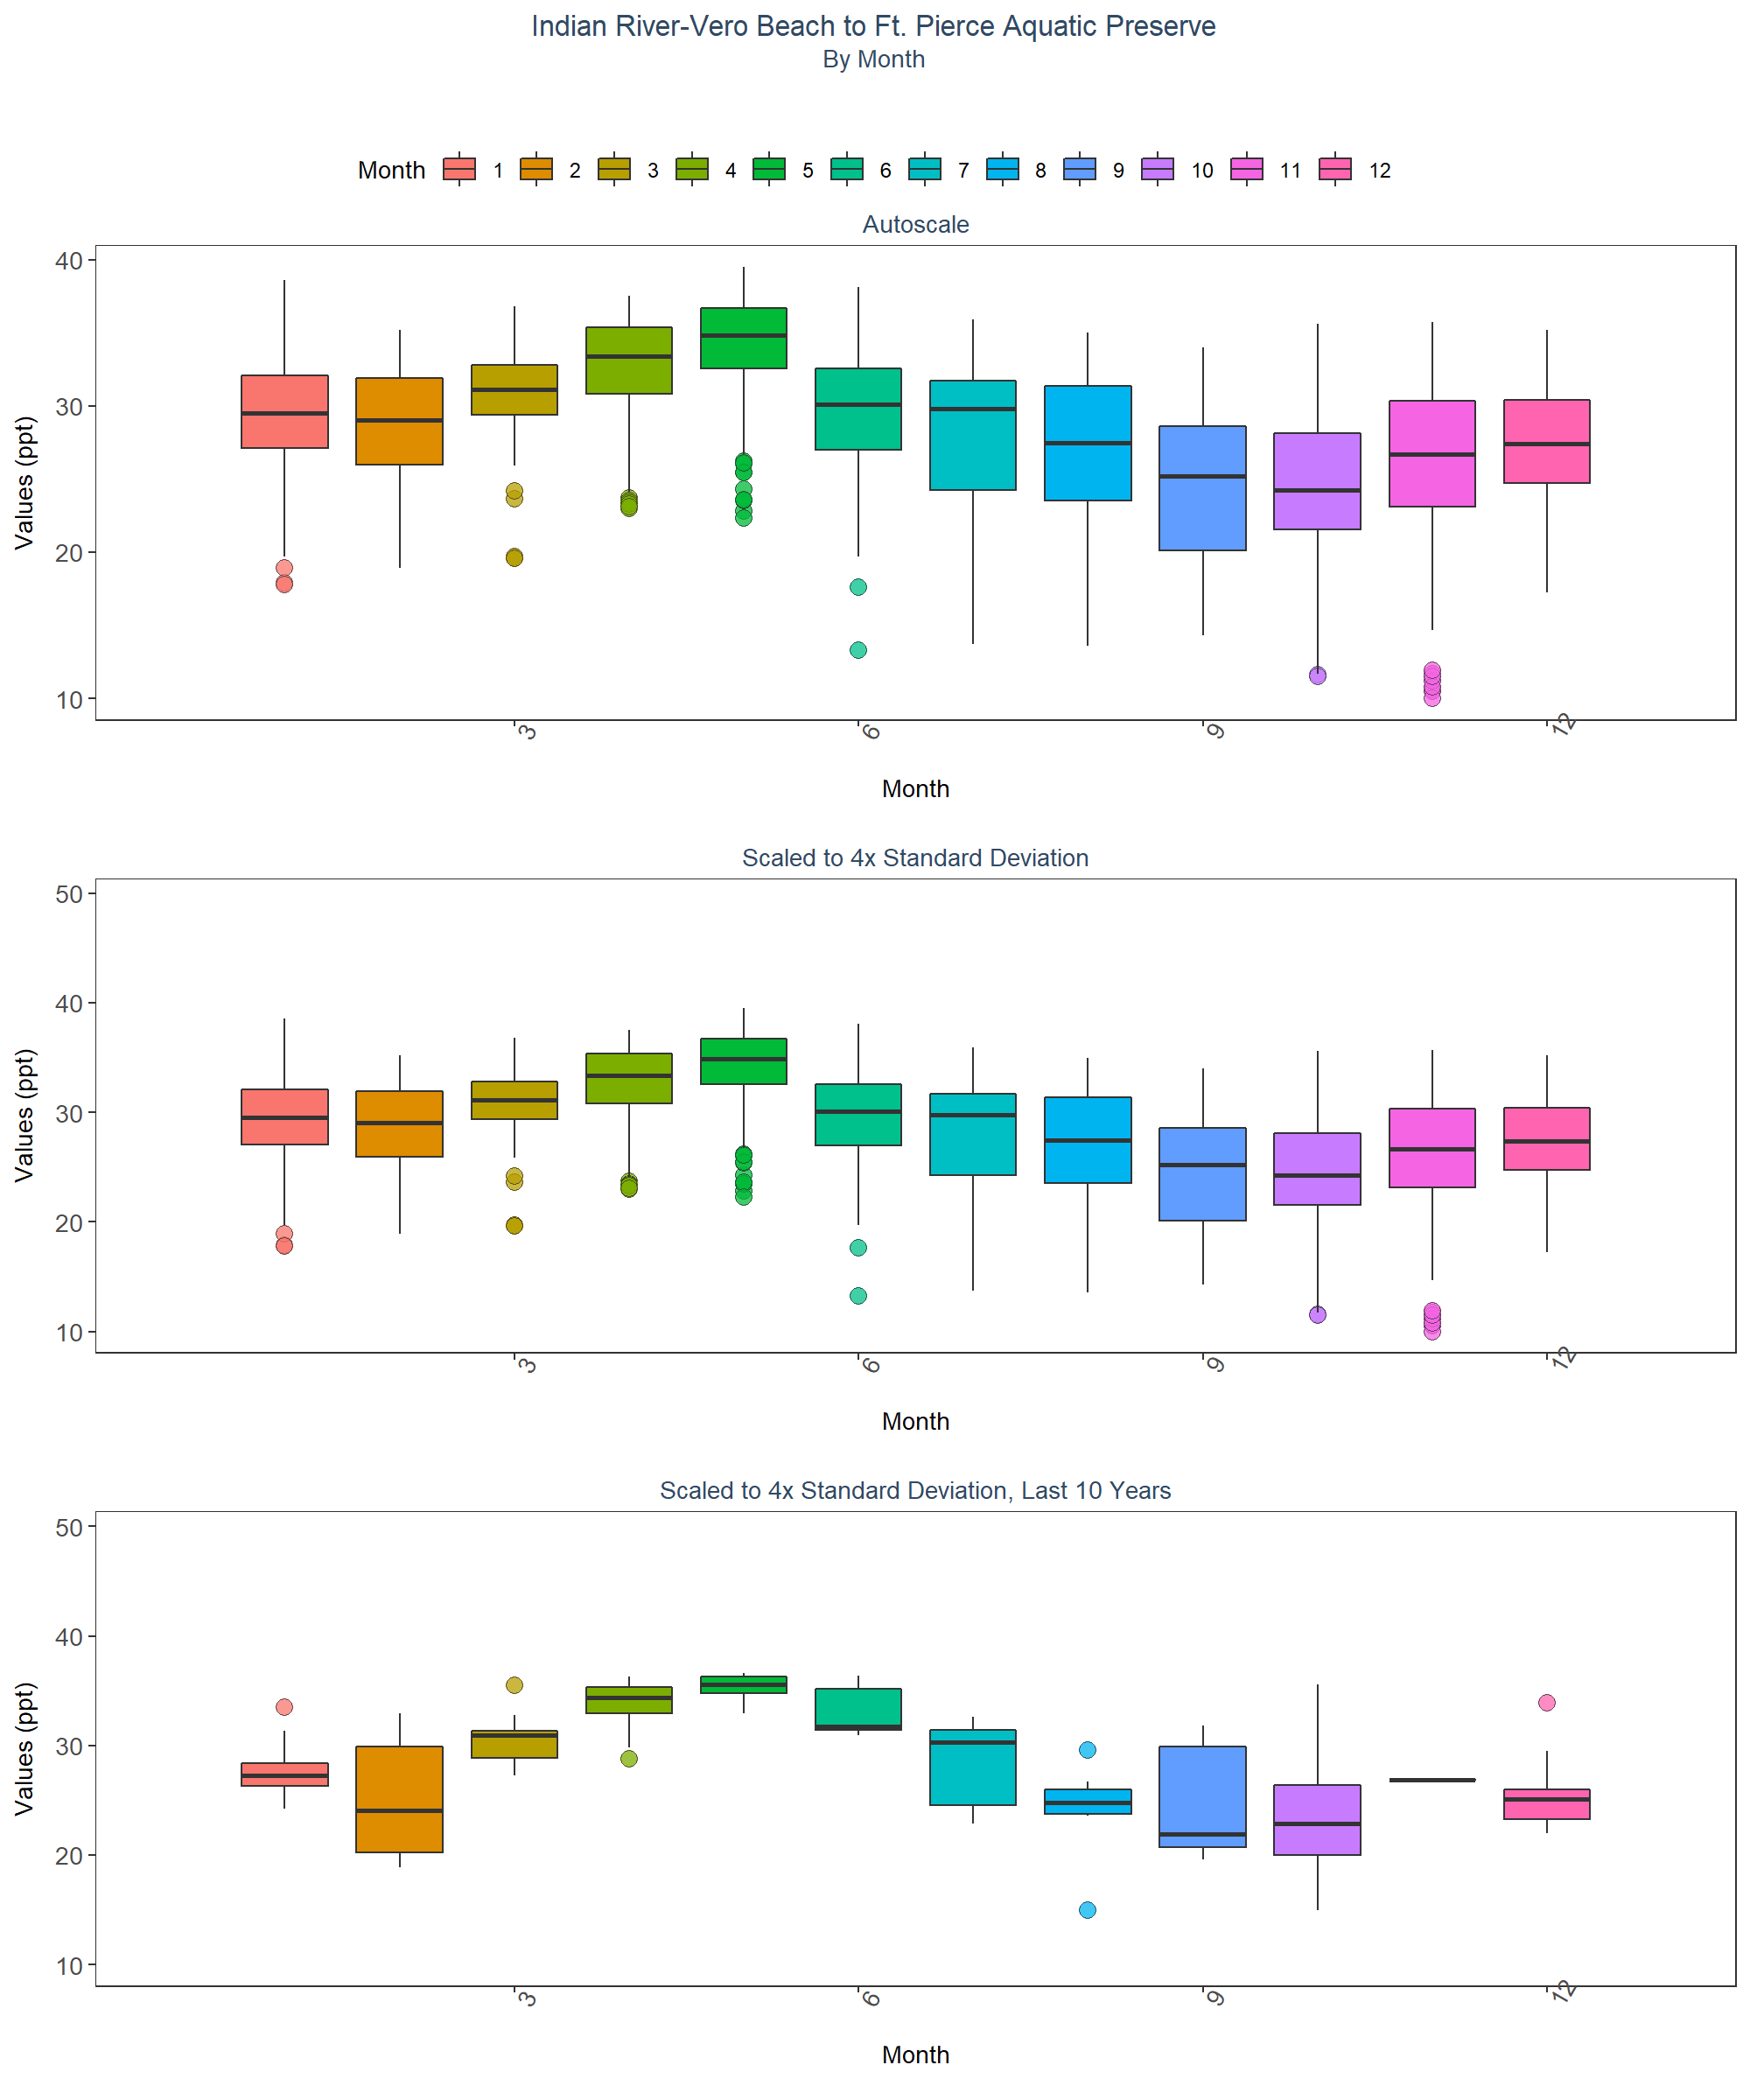 Indian River-Vero Beach to Ft. Pierce Aquatic Preserve
By Month
Month 1 2 3 4 5 6 7 8 9 10 11 12
Autoscale
Values (ppt)
40
30
20
10
3 6 9 12
Month
Scaled to 4x Standard Deviation
Values (ppt)
50
40
30
20
10
3 6 9 12
Month
Scaled to 4x Standard Deviation, Last 10 Years
Values (ppt)
50
40
30
20
10
3 6 9 12
Month